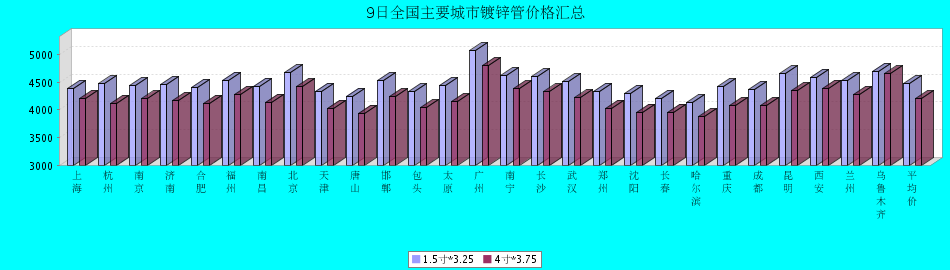 9日全国主要城市镀锌管价格汇总
5000
4500
4000
3500
3000
上海 杭州 南京 济南 合肥 福州 南昌 北京 天津 唐山 邯郸 包头 太原 广州 南宁 长沙 武汉 郑州 沈阳 长春 哈尔滨 重庆 成都 昆明 西安 兰州 乌鲁木齐 平均价
1.5寸*3.25 4寸*3.75